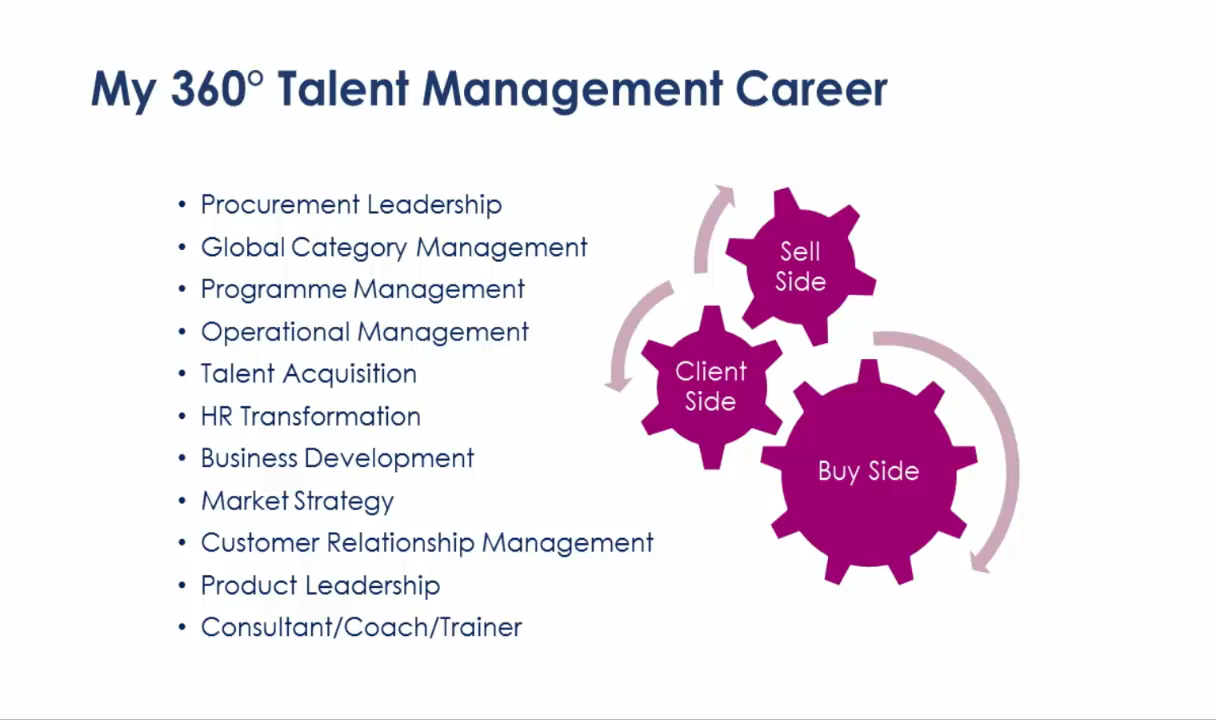 My 360° Talent Management Career
• Procurement Leadership
• Global Category Management
• Programme Management
• Operational Management
• Talent Acquisition
• HR Transformation
• Business Development
• Market Strategy
• Customer Relationship Management
• Product Leadership
• Consultant/Coach/Trainer
Sell
Side
Client
Side
Buy Side